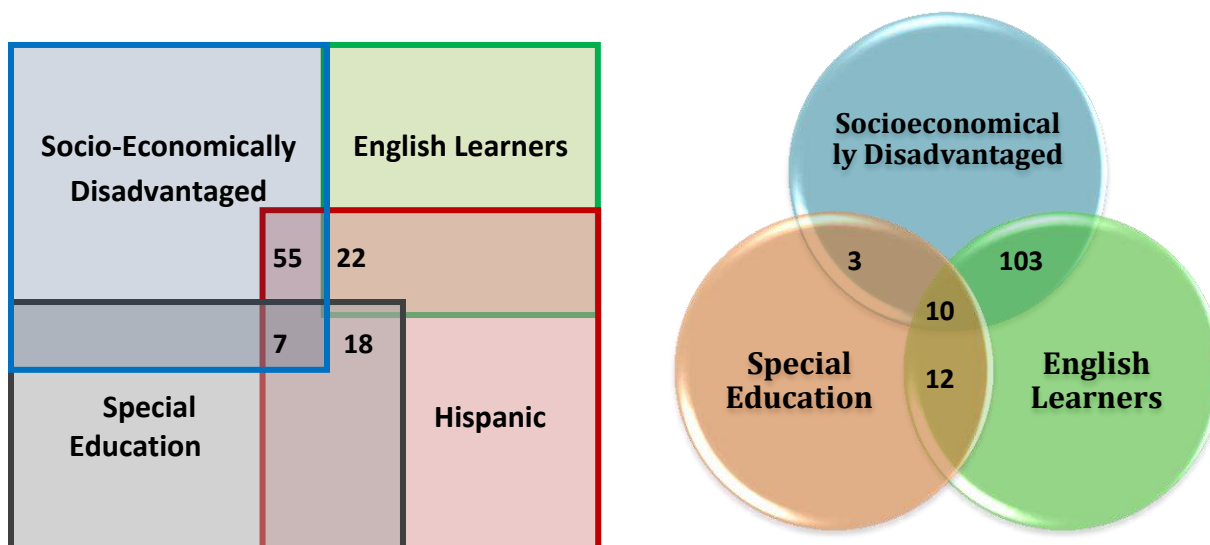 Socio-Economically
Disadvantaged
English Learners
55
22
7
18
Special
Education
Hispanic
Socioeconomical
ly Disadvantaged
3
103
10
12
Special
Education
English
Learners